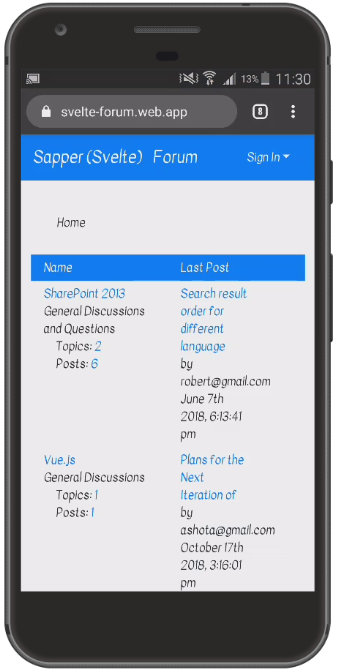 13% 11:30
svelte-forum.web.app 8
Sapper (Svelte) Forum Sign In
Home
Name Last Post
SharePoint 2013
General Discussions
and Questions
Topics: 2
Posts: 6
Search result
order for
different
language
by
robert@gmail.com
June 7th
2018, 6:13:41
pm
Vue.js
General Discussions
Topics: 1
Posts: 1
Plans for the
Next
Iteration of
by
ashota@gmail.com
October 17th
2018, 3:16:01
pm